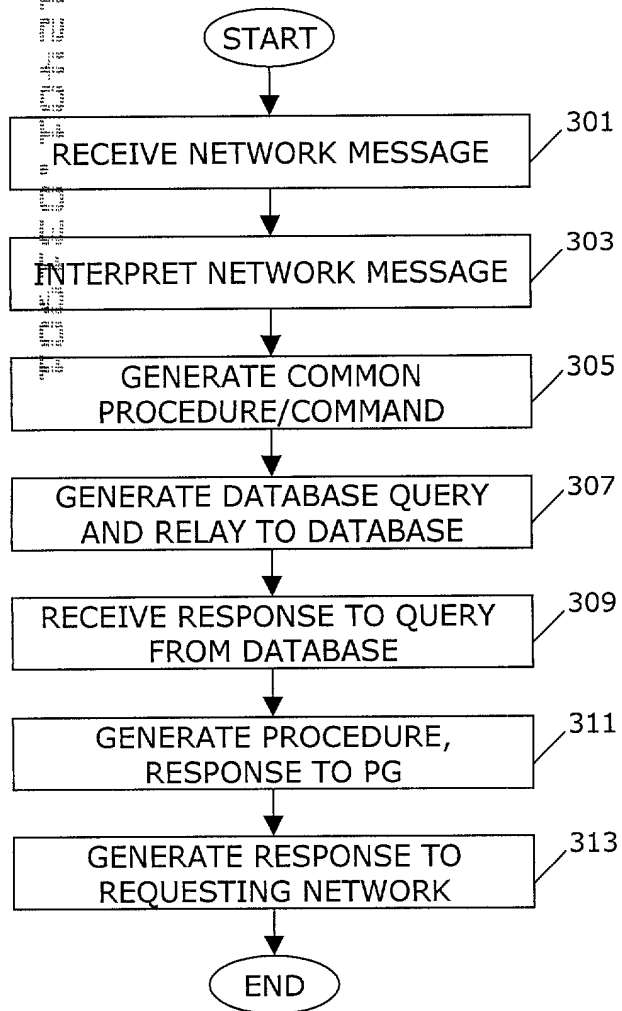 START
301
RECEIVE NETWORK MESSAGE
303
INTERPRET NETWORK MESSAGE
305
GENERATE COMMON
PROCEDURE/COMMAND
307
GENERATE DATABASE QUERY
AND RELAY TO DATABASE
309
RECEIVE RESPONSE TO QUERY
FROM DATABASE
311
GENERATE PROCEDURE,
RESPONSE TO PG
313
GENERATE RESPONSE TO
REQUESTING NETWORK
END